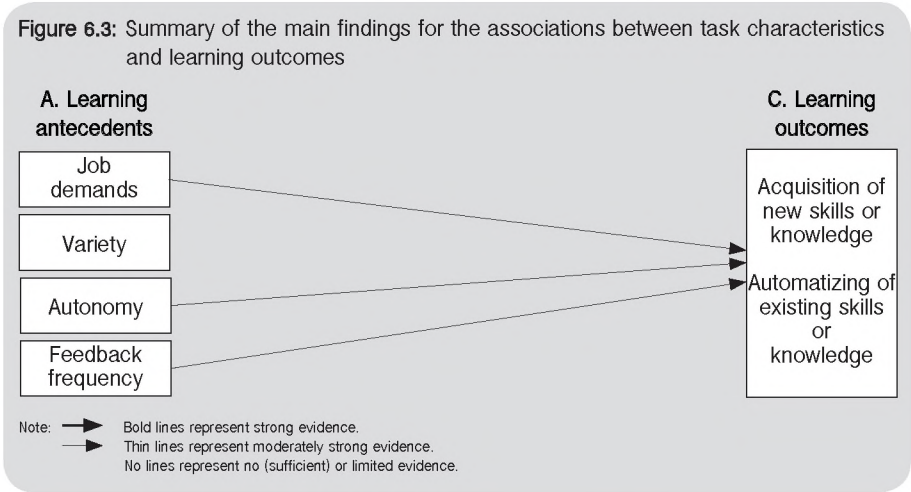 Figure 6.3: Summary of the main findings for the associations between task characteristics
and learning outcomes
A. Learning
antecedents
C. Learning
outcomes
Job
demands
Variety
Autonomy
Feedback
frequency
Acquisition of
new skills or
knowledge
Automatizing of
existing skills
or
knowledge
Note:
Bold lines represent strong evidence.
Thin lines represent moderately strong evidence.
No lines represent no (sufficient) or limited evidence.